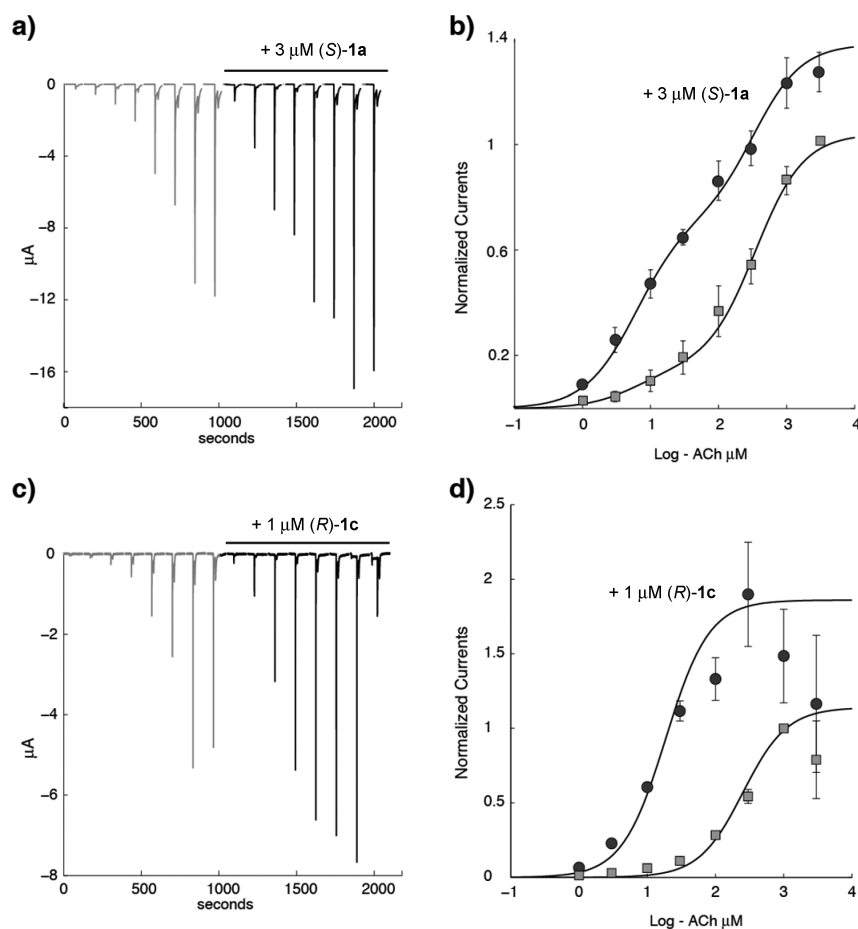 a)
+ 3 μM (S)-1a
0
−4
−8
−12
−16
μA
0 500 1000 1500 2000
seconds
b)
1.4
1
0.6
0.2
Normalized Currents
+ 3 μM (S)-1a
−1 0 1 2 3 4
Log - ACh μM
c)
+ 1 μM (R)-1c
0
−2
−4
−6
−8
μA
0 500 1000 1500 2000
seconds
d)
2.5
2
1.5
1
0.5
0
Normalized Currents
+ 1 μM (R)-1c
−1 0 1 2 3 4
Log - ACh μM